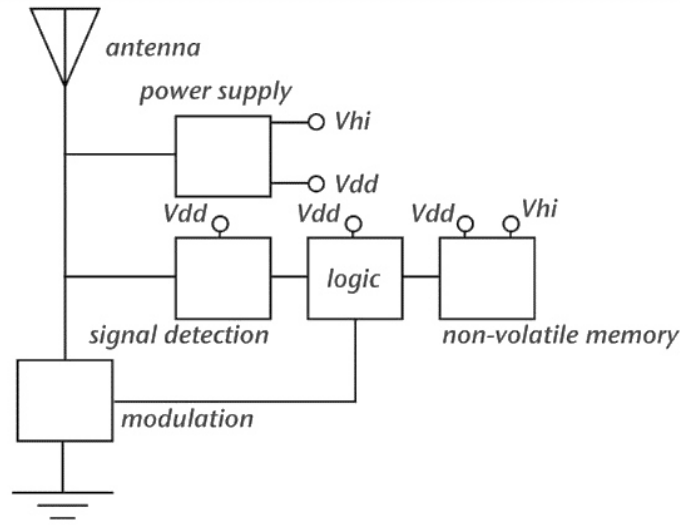 antenna
power supply
Vhi
Vdd
Vdd
Vdd
Vdd
Vhi
logic
signal detection
non-volatile memory
modulation